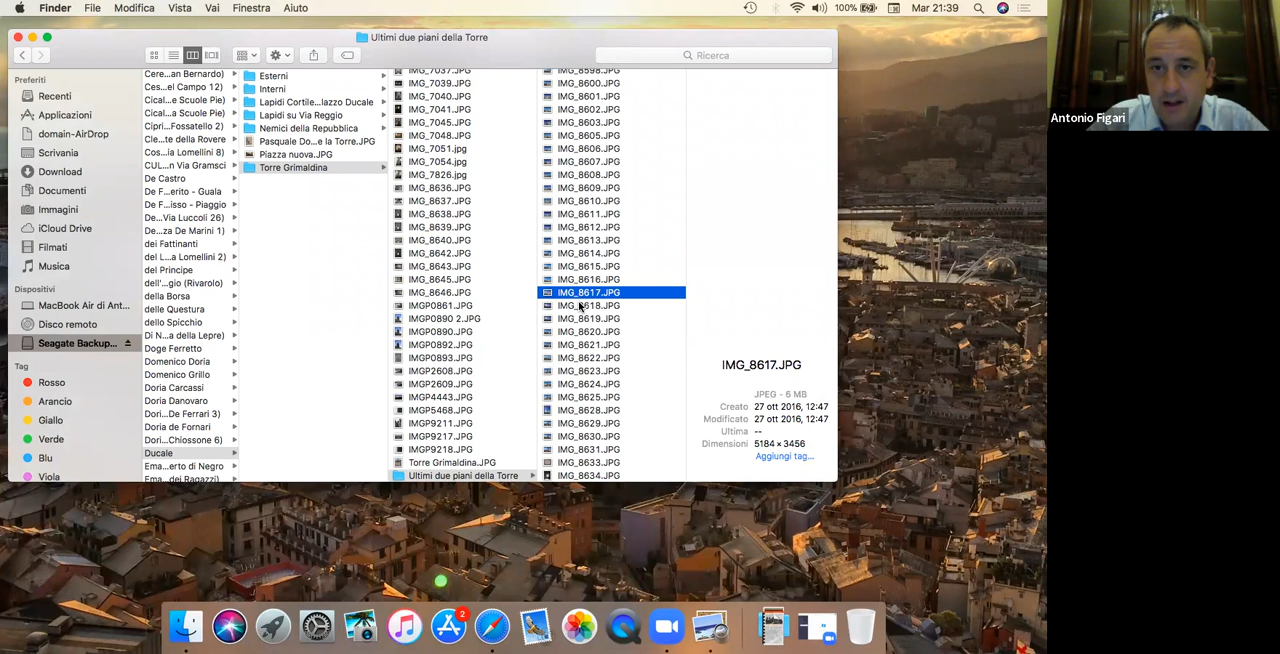 Finder File Modifica Vista Vai Finestra Aiuto 100% Mar 21:39
Ultimi due piani della Torre
Ricerca
Preferiti
Recenti
Applicazioni
domain-AirDrop
Scrivania
Download
Documenti
Immagini
iCloud Drive
Filmati
Musica
Dispositivi
MacBook Air di Ant...
Disco remoto
Seagate Backup...
Tag
Rosso
Arancio
Giallo
Verde
Blu
Viola
Cere...an Bernardo)
Ces...el Campo 12)
Cical...e Scuole Pie)
Cical...e Scuole Pie)
Cipri...Fossatello 2)
Cle...te della Rovere
Cos...ia Lomellini 8)
CUL...n Via Gramsci
De Castro
De F...erito - Guala
De F...isso - Piaggio
De...Via Luccoli 26)
De...za De Marini 1)
dei Fattinanti
del L...a Lomellini 2)
del Principe
dell'...gio (Rivarolo)
della Borsa
delle Questura
dello Spicchio
Di N...a della Lepre)
Doge Ferretto
Domenico Doria
Domenico Grillo
Doria Carcassi
Doria Danovaro
Dori...De Ferrari 3)
Doria de Fornari
Dori...Chiossone 6)
Ducale
Ema...erto di Negro
Esterni
Interni
Lapidi Cortile...lazzo Ducale
Lapidi su Via Reggio
Nemici della Repubblica
Pasquale Do...e la Torre.JPG
Piazza nuova.JPG
Torre Grimaldina
IMG_7037.JPG
IMG_7039.JPG
IMG_7040.JPG
IMG_7041.JPG
IMG_7045.JPG
IMG_7048.JPG
IMG_7051.jpg
IMG_7054.jpg
IMG_7826.jpg
IMG_8636.JPG
IMG_8637.JPG
IMG_8638.JPG
IMG_8639.JPG
IMG_8640.JPG
IMG_8642.JPG
IMG_8643.JPG
IMG_8645.JPG
IMG_8646.JPG
IMGP0861.JPG
IMGP0890 2.JPG
IMGP0890.JPG
IMGP0892.JPG
IMGP0893.JPG
IMGP2608.JPG
IMGP2609.JPG
IMGP4443.JPG
IMGP5468.JPG
IMGP9211.JPG
IMGP9217.JPG
IMGP9218.JPG
Torre Grimaldina.JPG
Ultimi due piani della Torre
IMG_8598.JPG
IMG_8600.JPG
IMG_8601.JPG
IMG_8602.JPG
IMG_8603.JPG
IMG_8605.JPG
IMG_8606.JPG
IMG_8607.JPG
IMG_8608.JPG
IMG_8609.JPG
IMG_8610.JPG
IMG_8611.JPG
IMG_8612.JPG
IMG_8613.JPG
IMG_8614.JPG
IMG_8615.JPG
IMG_8616.JPG
IMG_8617.JPG
IMG_8618.JPG
IMG_8619.JPG
IMG_8620.JPG
IMG_8621.JPG
IMG_8622.JPG
IMG_8623.JPG
IMG_8624.JPG
IMG_8625.JPG
IMG_8628.JPG
IMG_8629.JPG
IMG_8630.JPG
IMG_8631.JPG
IMG_8633.JPG
IMG_8634.JPG
IMG_8617.JPG
JPEG - 6 MB
Creato 27 ott 2016, 12:47
Modificato 27 ott 2016, 12:47
Ultima --
Dimensioni 5184 × 3456
Aggiungi tag...
Antonio Figari
2